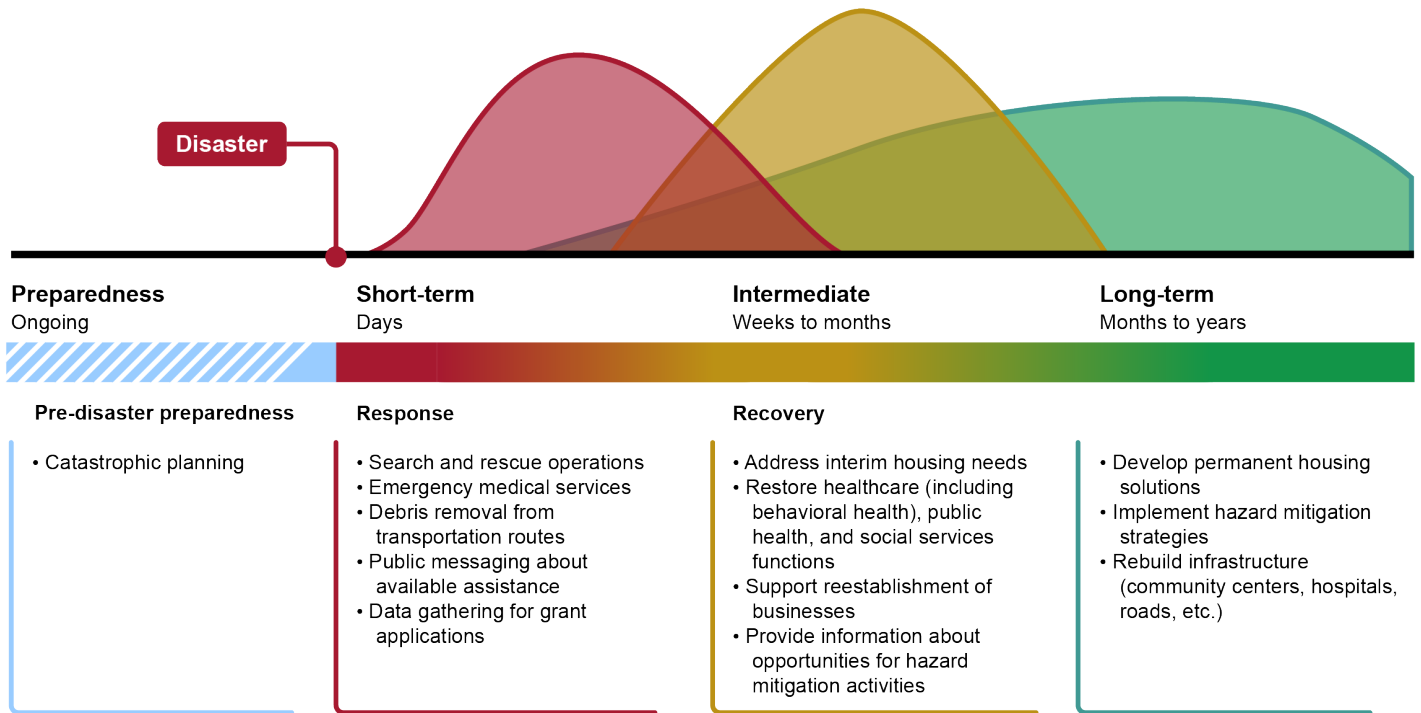 Disaster
Preparedness
Ongoing
Short-term
Days
Intermediate
Weeks to months
Long-term
Months to years
Pre-disaster preparedness
• Catastrophic planning
Response
• Search and rescue operations
• Emergency medical services
• Debris removal from
transportation routes
• Public messaging about
available assistance
• Data gathering for grant
applications
Recovery
• Address interim housing needs
• Restore healthcare (including
behavioral health), public
health, and social services
functions
• Support reestablishment of
businesses
• Provide information about
opportunities for hazard
mitigation activities
• Develop permanent housing
solutions
• Implement hazard mitigation
strategies
• Rebuild infrastructure
(community centers, hospitals,
roads, etc.)